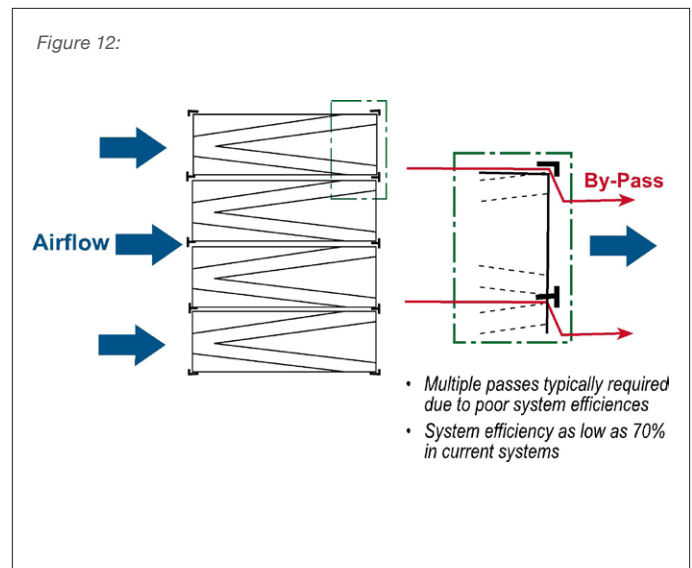 Figure 12:
Airflow
By-Pass
• Multiple passes typically required
due to poor system efficiences
• System efficiency as low as 70%
in current systems